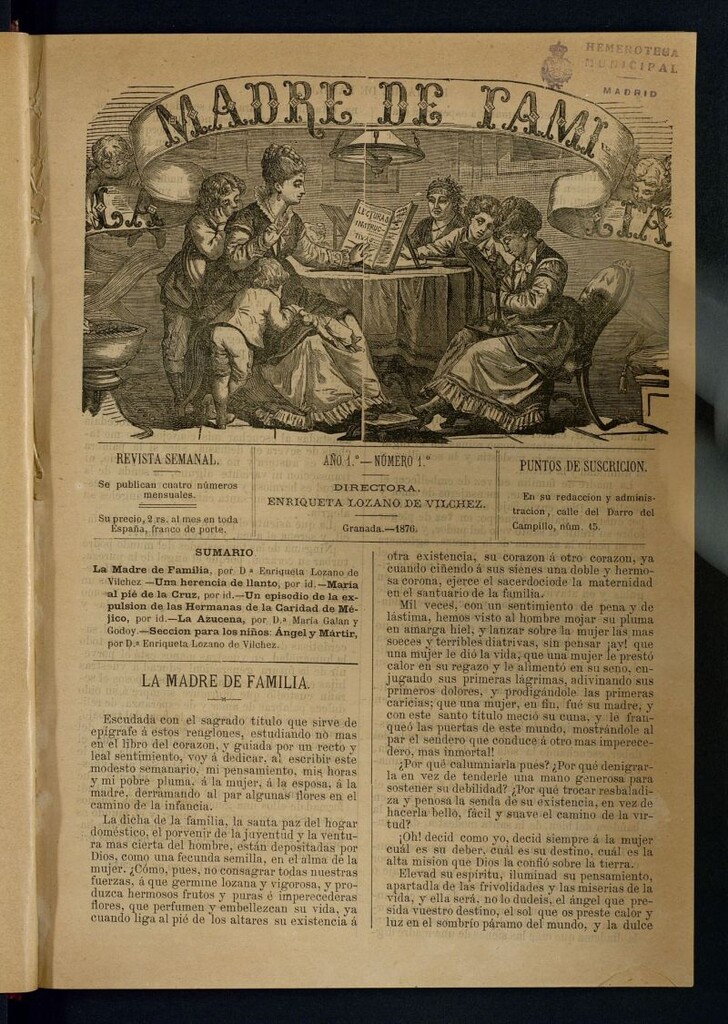 HEMEROTECA
MUNICIPAL
MADRID
LA MADRE DE FAMILIA
LECTURAS
INSTRUC-
TIVAS
REVISTA SEMANAL.
Se publican cuatro números
mensuales.
Su precio, 2 rs. al mes en toda
España, franco de porte.
AÑO 1.º—NÚMERO 1.º
DIRECTORA.
ENRIQUETA LOZANO DE VILCHEZ.
Granada.—1876.
PUNTOS DE SUSCRICION.
En su redaccion y adminis-
tracion, calle del Darro del
Campillo, núm. 15.
SUMARIO
La Madre de Familia, por D.ª Enriqueta Lozano de
Vilchez.—Una herencia de llanto, por id.—María
al pié de la Cruz, por id.—Un episodio de la ex-
pulsion de las Hermanas de la Caridad de Mé-
jico, por id.—La Azucena, por D.ª María Galan y
Godoy.—Seccion para los niños: Ángel y Mártir,
por D.ª Enriqueta Lozano de Vilchez.
LA MADRE DE FAMILIA.
Escudada con el sagrado título que sirve de
epígrafe á estos renglones, estudiando nó mas
en el libro del corazon, y guiada por un recto y
leal sentimiento, voy á dedicar, al escribir este
modesto semanario, mi pensamiento, mis horas
y mi pobre pluma, á la mujer, á la esposa, á la
madre, derramando al par algunas flores en el
camino de la infancia.
La dicha de la familia, la santa paz del hogar
doméstico, el porvenir de la juventud y la ventu-
ra mas cierta del hombre, están depositadas por
Dios, como una fecunda semilla, en el alma de la
mujer. ¿Cómo, pues, no consagrar todas nuestras
fuerzas, á que germine lozana y vigorosa, y pro-
duzca hermosos frutos y puras é imperecederas
flores, que perfumen y embellezcan su vida, ya
cuando liga al pié de los altares su existencia á
otra existencia, su corazon á otro corazon, ya
cuando ciñendo á sus sienes una doble y hermo-
sa corona, ejerce el sacerdocio de la maternidad
en el santuario de la familia.
Mil veces, con un sentimiento de pena y de
lástima, hemos visto al hombre mojar su pluma
en amarga hiel, y lanzar sobre la mujer las mas
soeces y terribles diatrivas, sin pensar ¡ay! que
una mujer le dió la vida, que una mujer le prestó
calor en su regazo y le alimentó en su seno, en-
jugando sus primeras lágrimas, adivinando sus
primeros dolores, y prodigándole las primeras
caricias; que una mujer, en fin, fué su madre, y
con este santo título meció su cuna, y le fran-
queó las puertas de este mundo, mostrándole al
par el sendero que conduce á otro mas imperece-
dero, mas inmortal!
¿Por qué calumniarla pues? ¿Por qué denigrar-
la en vez de tenderle una mano generosa para
sostener su debilidad? ¿Por qué trocar resbaladi-
za y penosa la senda de su existencia, en vez de
hacerla bello, fácil y suave el camino de la vir-
tud?
¡Oh! decid como yo, decid siempre á la mujer
cuál es su deber, cuál es su destino, cuál es la
alta mision que Dios la confió sobre la tierra.
Elevad su espíritu, iluminad su pensamiento,
apartadla de las frivolidades y las miserias de la
vida, y ella será, no lo dudeis, el ángel que pre-
sida vuestro destino, el sol que os preste calor y
luz en el sombrío páramo del mundo, y la dulce